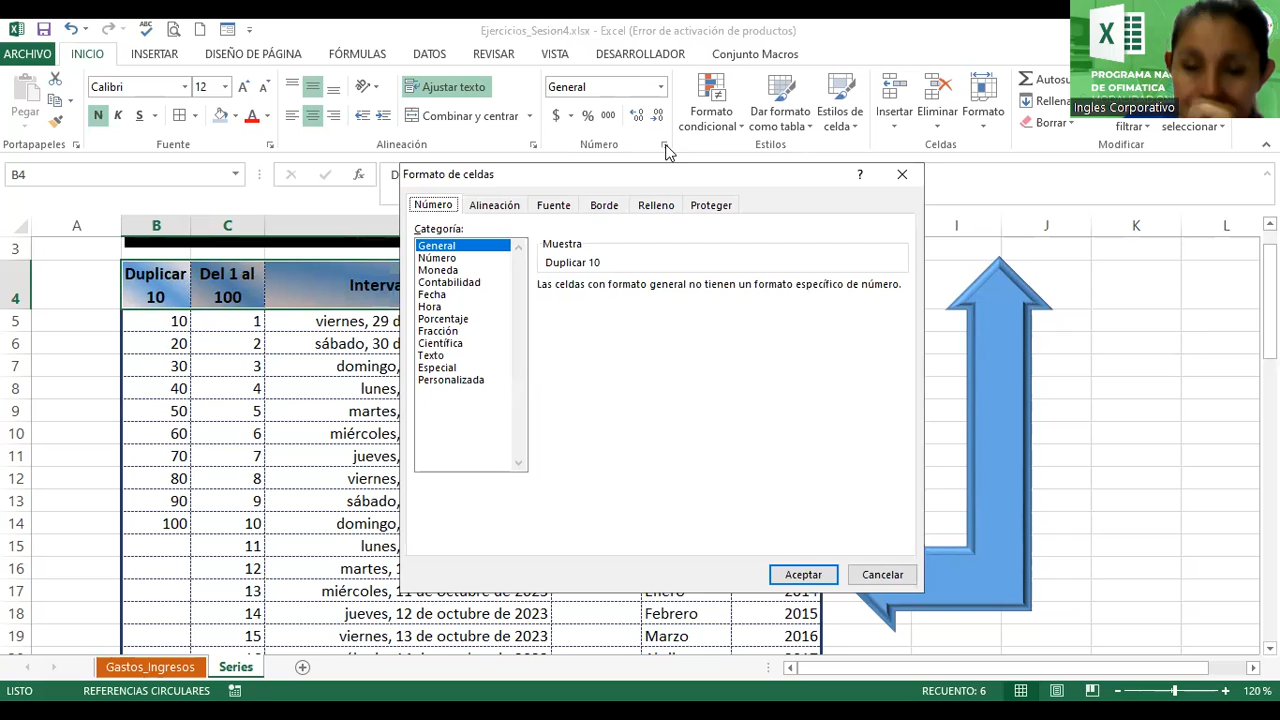 Ejercicios_Sesion4.xlsx - Excel (Error de activación de productos)
ARCHIVO INICIO INSERTAR DISEÑO DE PÁGINA FÓRMULAS DATOS REVISAR VISTA DESARROLLADOR Conjunto Macros
PROGRAMA NA
DE OFIMÁTICA
Ingles Corporativo
Pegar
Calibri 12
N K S
Ajustar texto
Combinar y centrar
General
$ % 000
Formato condicional
Dar formato como tabla
Estilos de celda
Insertar Eliminar Formato
Autosu
Rellena
Borrar
filtrar seleccionar
Portapapeles Fuente Alineación Número Estilos Celdas Modificar
B4
fx
D
Formato de celdas
?
Número Alineación Fuente Borde Relleno Proteger
Categoría:
General
Número
Moneda
Contabilidad
Fecha
Hora
Porcentaje
Fracción
Científica
Texto
Especial
Personalizada
Muestra
Duplicar 10
Las celdas con formato general no tienen un formato específico de número.
Aceptar Cancelar
A B C I J K L
3
4 Duplicar 10 Del 1 al 100 Interva
5 10 1 viernes, 29 d
6 20 2 sábado, 30 d
7 30 3 domingo,
8 40 4 lunes,
9 50 5 martes,
10 60 6 miércoles,
11 70 7 jueves,
12 80 8 viernes,
13 90 9 sábado,
14 100 10 domingo,
15 11 lunes,
16 12 martes, 1
17 13 miércoles, 11 de octubre de 2023 Enero 2014
18 14 jueves, 12 de octubre de 2023 Febrero 2015
19 15 viernes, 13 de octubre de 2023 Marzo 2016
Gastos_Ingresos Series
LISTO REFERENCIAS CIRCULARES RECUENTO: 6 120 %